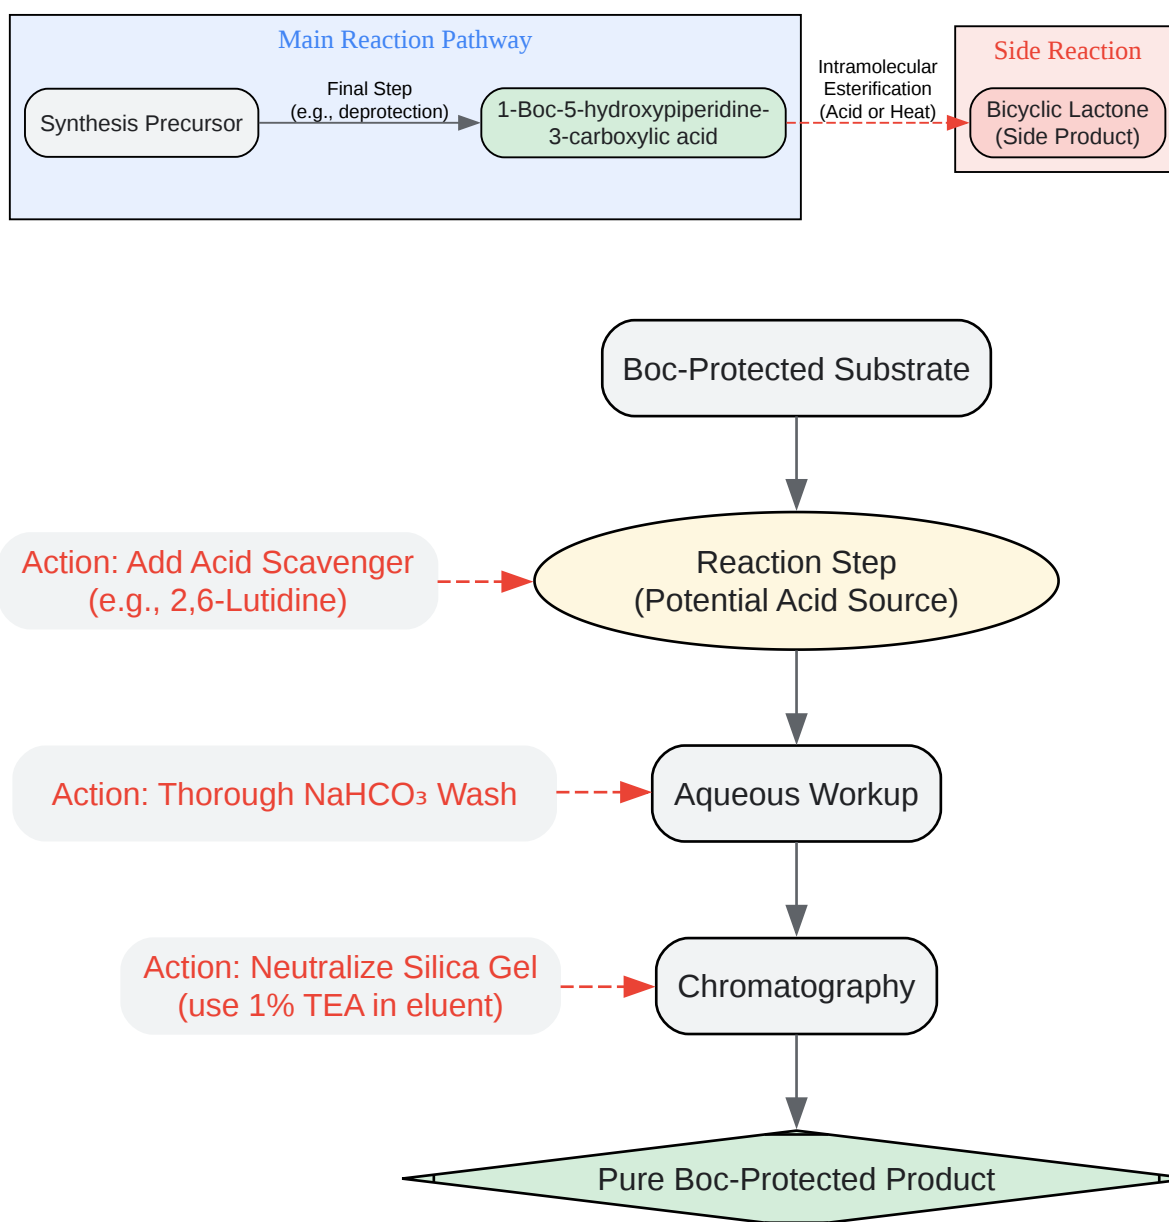 Main Reaction Pathway
Side Reaction
Synthesis Precursor
Final Step
(e.g., deprotection)
1-Boc-5-hydroxypiperidine-
3-carboxylic acid
Intramolecular
Esterification
(Acid or Heat)
Bicyclic Lactone
(Side Product)
Boc-Protected Substrate
Action: Add Acid Scavenger
(e.g., 2,6-Lutidine)
Reaction Step
(Potential Acid Source)
Action: Thorough NaHCO₃ Wash
Aqueous Workup
Action: Neutralize Silica Gel
(use 1% TEA in eluent)
Chromatography
Pure Boc-Protected Product